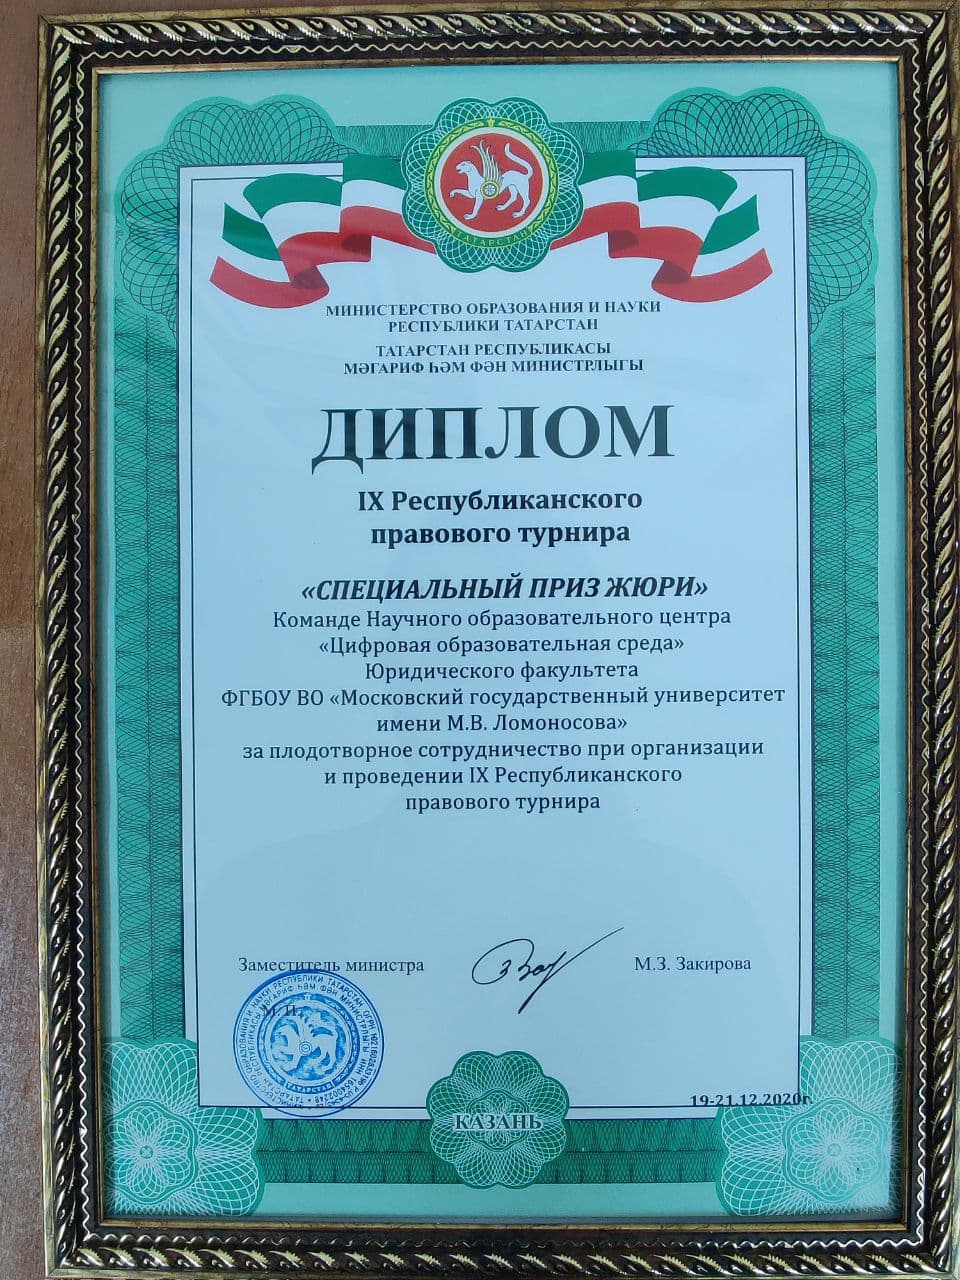 ТАТАРСТАН
МИНИСТЕРСТВО ОБРАЗОВАНИЯ И НАУКИ
РЕСПУБЛИКИ ТАТАРСТАН
ТАТАРСТАН РЕСПУБЛИКАСЫ
МӘГАРИФ ҺӘМ ФӘН МИНИСТРЛЫГЫ
ДИПЛОМ
IX Республиканского
правового турнира
«СПЕЦИАЛЬНЫЙ ПРИЗ ЖЮРИ»
Команде Научного образовательного центра
«Цифровая образовательная среда»
Юридического факультета
ФГБОУ ВО «Московский государственный университет
имени М.В. Ломоносова»
за плодотворное сотрудничество при организации
и проведении IX Республиканского
правового турнира
Заместитель министра М.З. Закирова
М.П.
19-21.12.2020г.
КАЗАНЬ